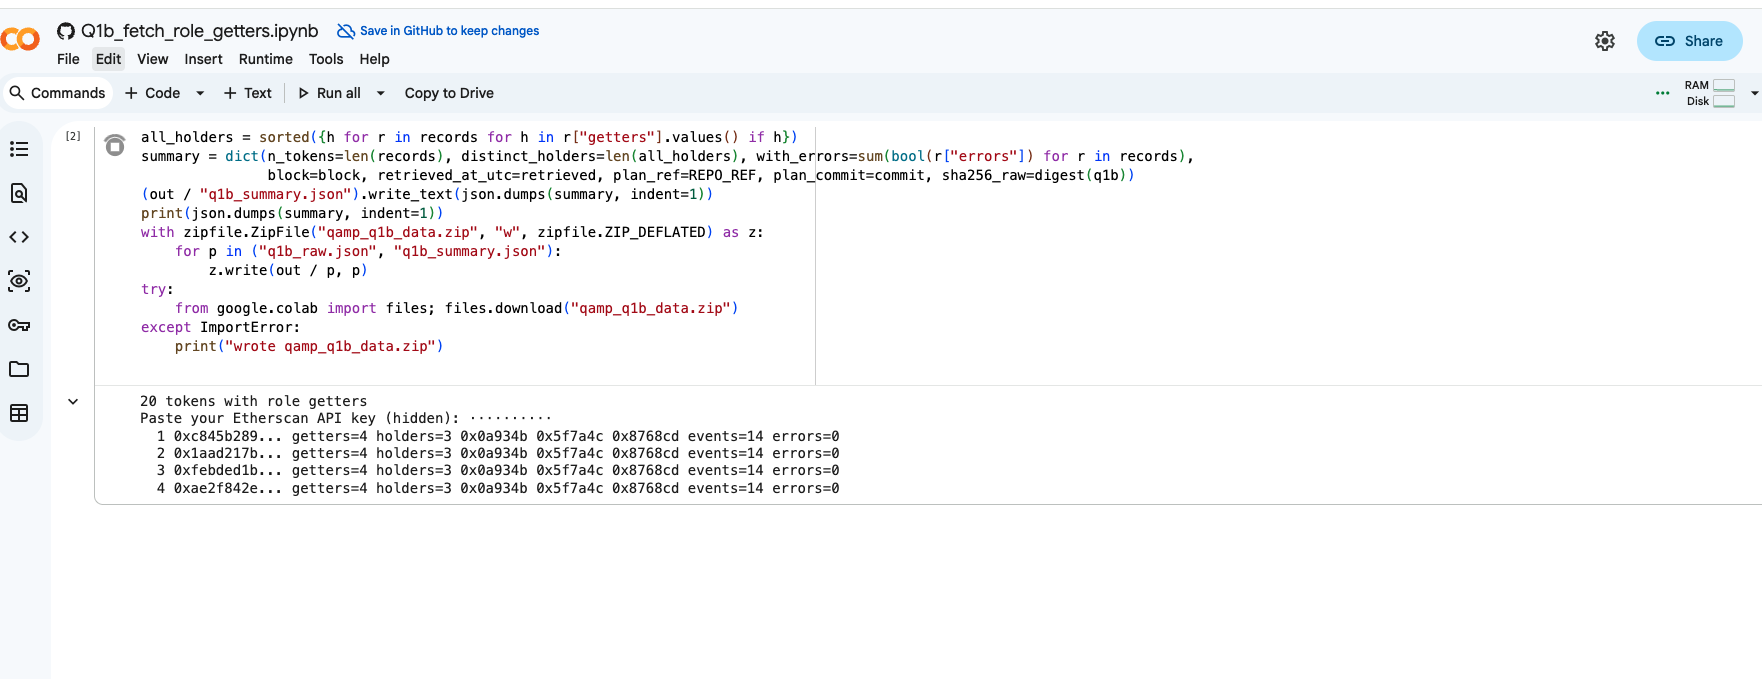 Q1b_fetch_role_getters.ipynb Save in GitHub to keep changes
File Edit View Insert Runtime Tools Help
Share
Commands + Code + Text Run all Copy to Drive
RAM
Disk
[2]
all_holders = sorted({h for r in records for h in r["getters"].values() if h})
summary = dict(n_tokens=len(records), distinct_holders=len(all_holders), with_errors=sum(bool(r["errors"]) for r in records),
               block=block, retrieved_at_utc=retrieved, plan_ref=REPO_REF, plan_commit=commit, sha256_raw=digest(q1b))
(out / "q1b_summary.json").write_text(json.dumps(summary, indent=1))
print(json.dumps(summary, indent=1))
with zipfile.ZipFile("qamp_q1b_data.zip", "w", zipfile.ZIP_DEFLATED) as z:
    for p in ("q1b_raw.json", "q1b_summary.json"):
        z.write(out / p, p)
try:
    from google.colab import files; files.download("qamp_q1b_data.zip")
except ImportError:
    print("wrote qamp_q1b_data.zip")
20 tokens with role getters
Paste your Etherscan API key (hidden): ··········
  1 0xc845b289... getters=4 holders=3 0x0a934b 0x5f7a4c 0x8768cd events=14 errors=0
  2 0x1aad217b... getters=4 holders=3 0x0a934b 0x5f7a4c 0x8768cd events=14 errors=0
  3 0xfebded1b... getters=4 holders=3 0x0a934b 0x5f7a4c 0x8768cd events=14 errors=0
  4 0xae2f842e... getters=4 holders=3 0x0a934b 0x5f7a4c 0x8768cd events=14 errors=0